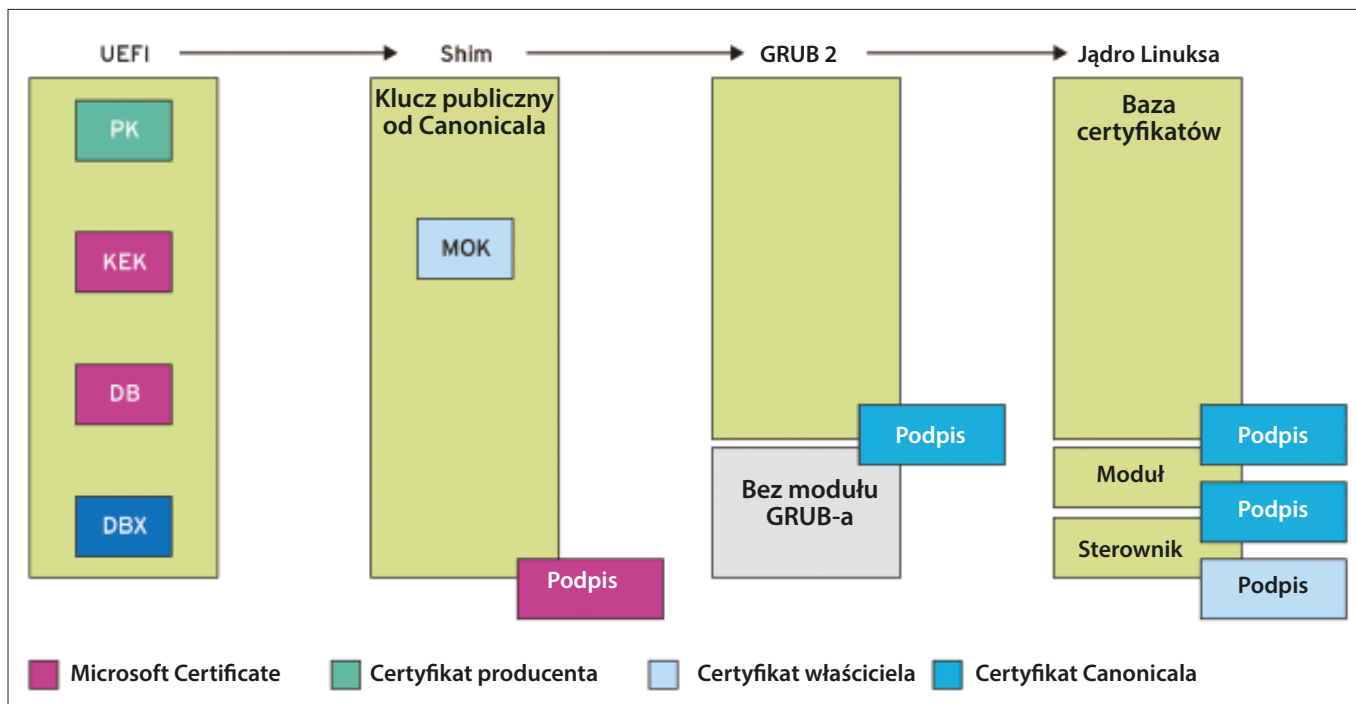 UEFI
Shim
GRUB 2
Jądro Linuksa
PK
KEK
DB
DBX
Klucz publiczny
od Canonicala
MOK
Podpis
Podpis
Bez modułu
GRUB-a
Baza
certyfikatów
Podpis
Moduł
Podpis
Sterownik
Podpis
Microsoft Certificate
Certyfikat producenta
Certyfikat właściciela
Certyfikat Canonicala